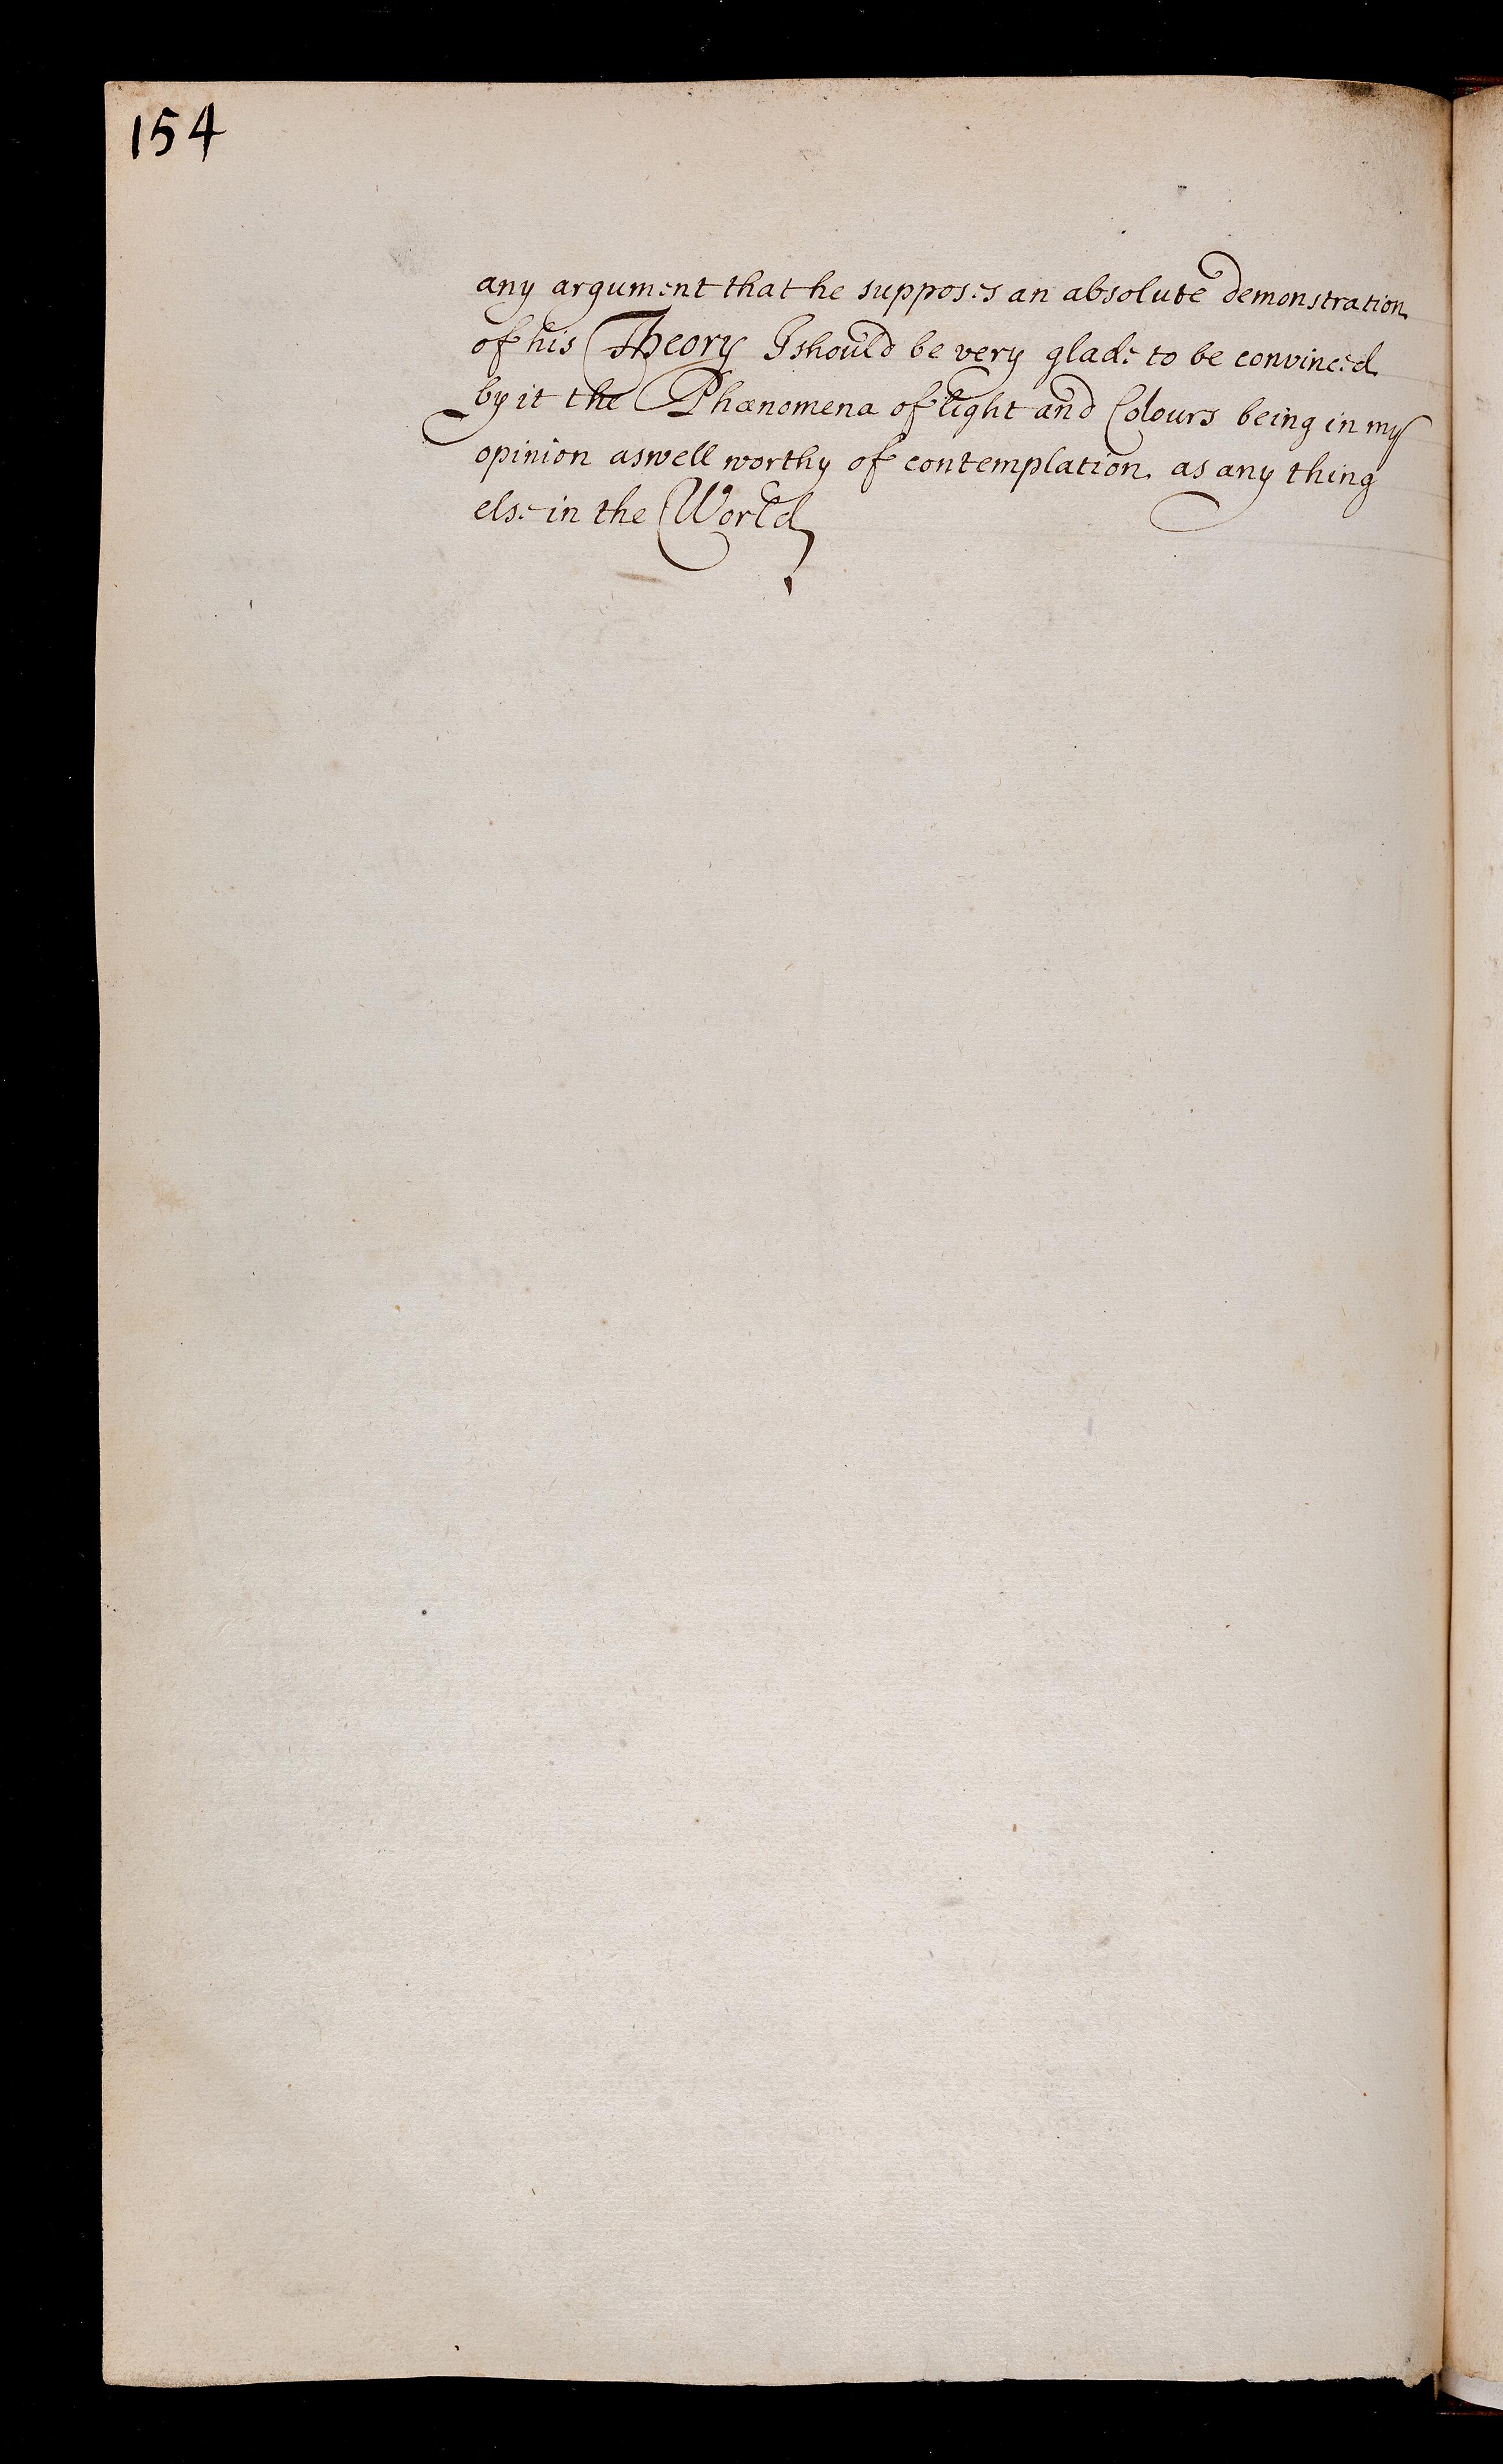 154
any argument that he supposes an absolute demonstration
of his Theory I should be very glade to be convinced
by it the Phænomena of light and Colours being in my
opinion aswell worthy of contemplation as any thing
else in the World